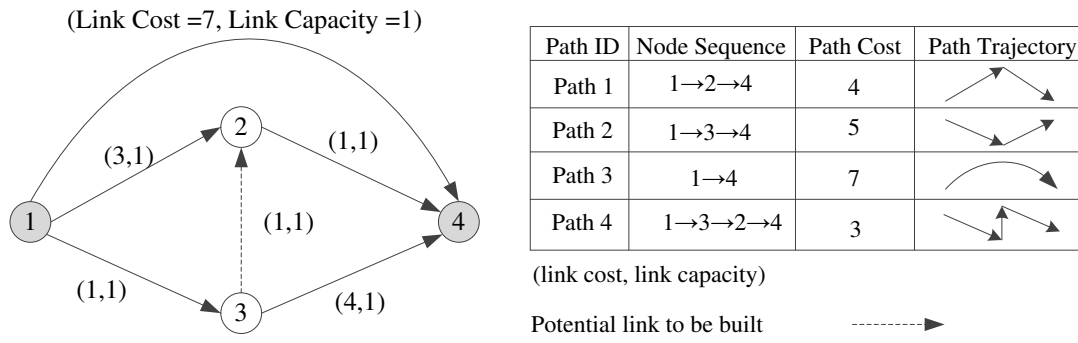 (Link Cost =7, Link Capacity =1)
2
(3,1)
(1,1)
1
(1,1)
4
(1,1)
(4,1)
3
Path ID Node Sequence Path Cost Path Trajectory
Path 1 1→2→4 4
Path 2 1→3→4 5
Path 3 1→4 7
Path 4 1→3→2→4 3
(link cost, link capacity)
Potential link to be built